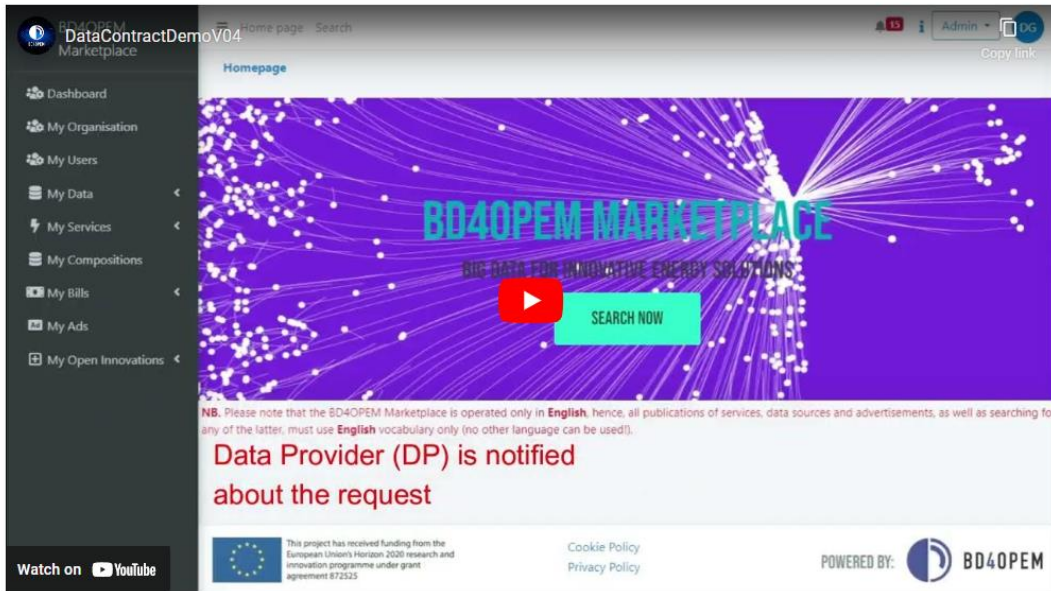 BD4OPEM
Marketplace
DataContractDemoV04
Home page Search
15
i
Admin
DG
Copy link
Homepage
Dashboard
My Organisation
My Users
My Data
My Services
My Compositions
My Bills
Ad My Ads
My Open Innovations
BD4OPEM MARKETPLACE
BIG DATA FOR INNOVATIVE ENERGY SOLUTIONS
SEARCH NOW
NB. Please note that the BD4OPEM Marketplace is operated only in English, hence, all publications of services, data sources and advertisements, as well as searching fo
any of the latter, must use English vocabulary only (no other language can be used!).
Data Provider (DP) is notified
about the request
This project has received funding from the
European Union's Horizon 2020 research and
innovation programme under grant
agreement 872525
Cookie Policy
Privacy Policy
POWERED BY:
BD4OPEM
Watch on YouTube